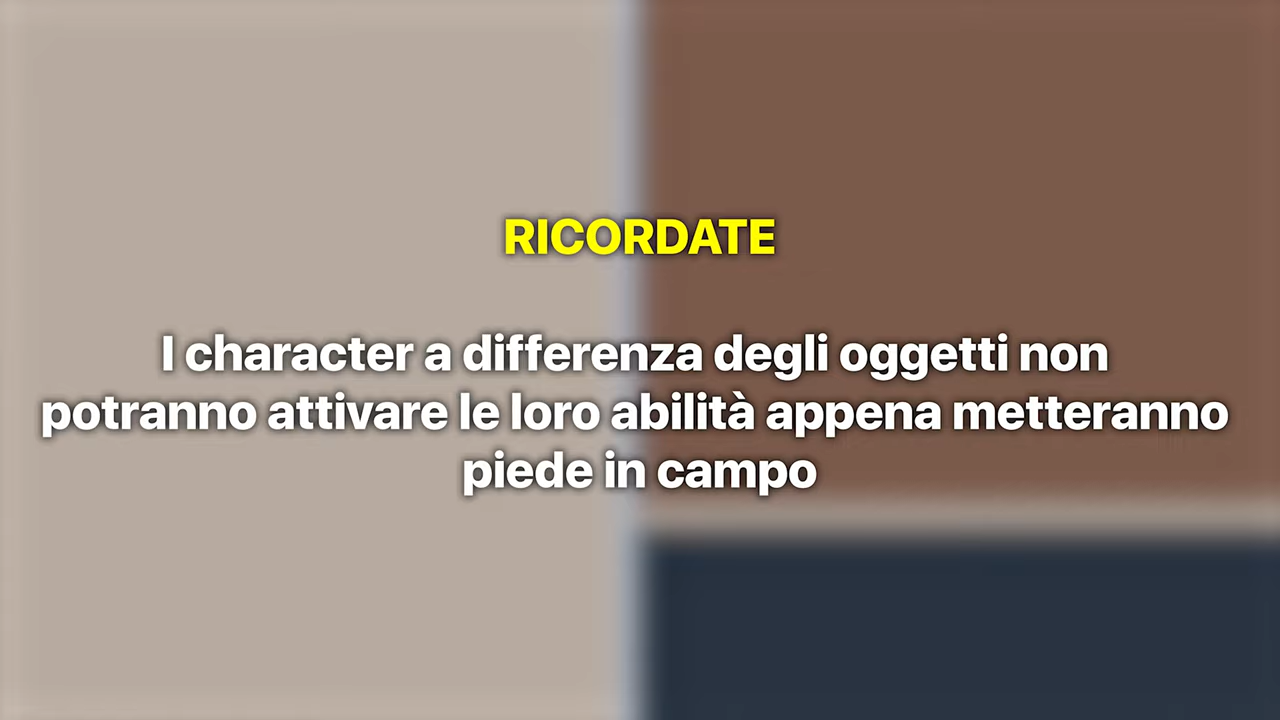 RICORDATE
I character a differenza degli oggetti non
potranno attivare le loro abilità appena metteranno
piede in campo